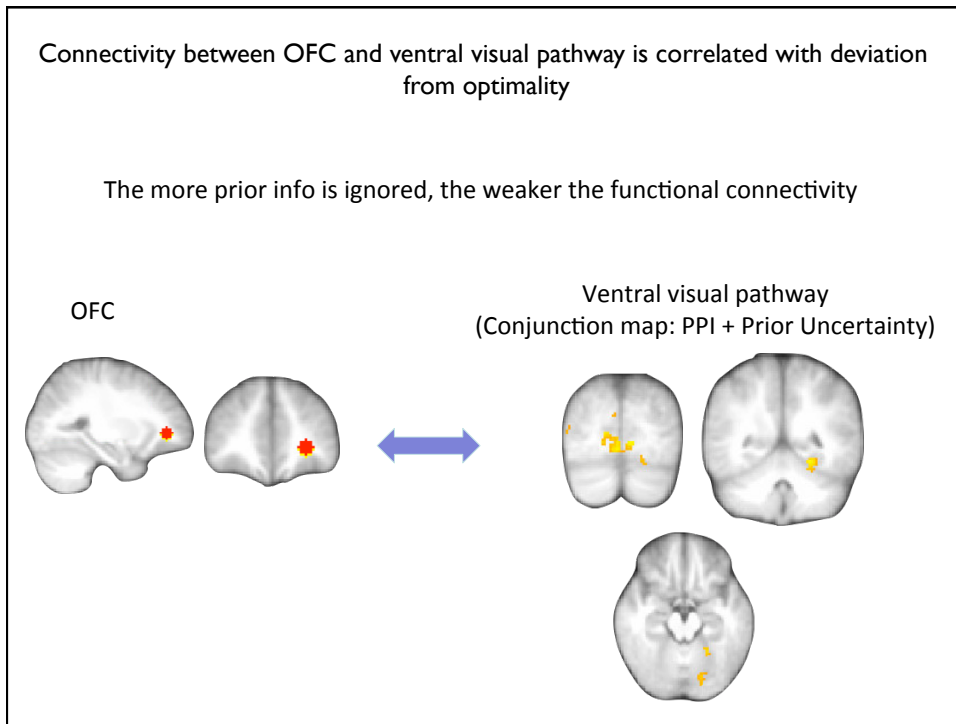 Connectivity between OFC and ventral visual pathway is correlated with deviation
from optimality
The more prior info is ignored, the weaker the functional connectivity
OFC
Ventral visual pathway
(Conjunction map: PPI + Prior Uncertainty)